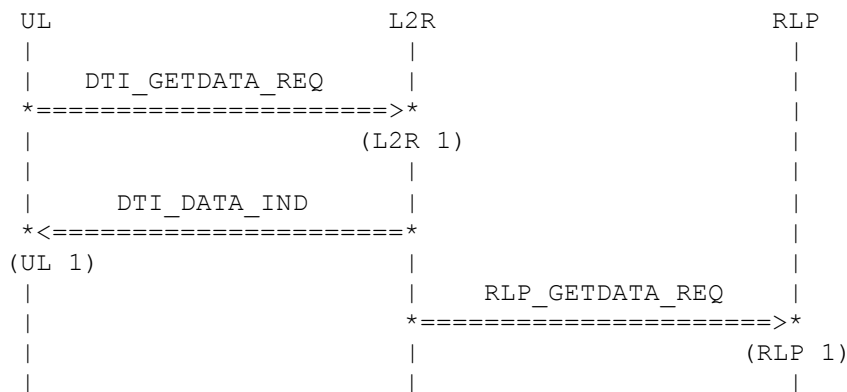 UL L2R RLP
| | |
| DTI_GETDATA_REQ | |
*======================>* |
| (L2R 1) |
| | |
| DTI_DATA_IND | |
*<======================* |
(UL 1) | |
| | RLP_GETDATA_REQ |
| *======================>*
| | (RLP 1)
| | |